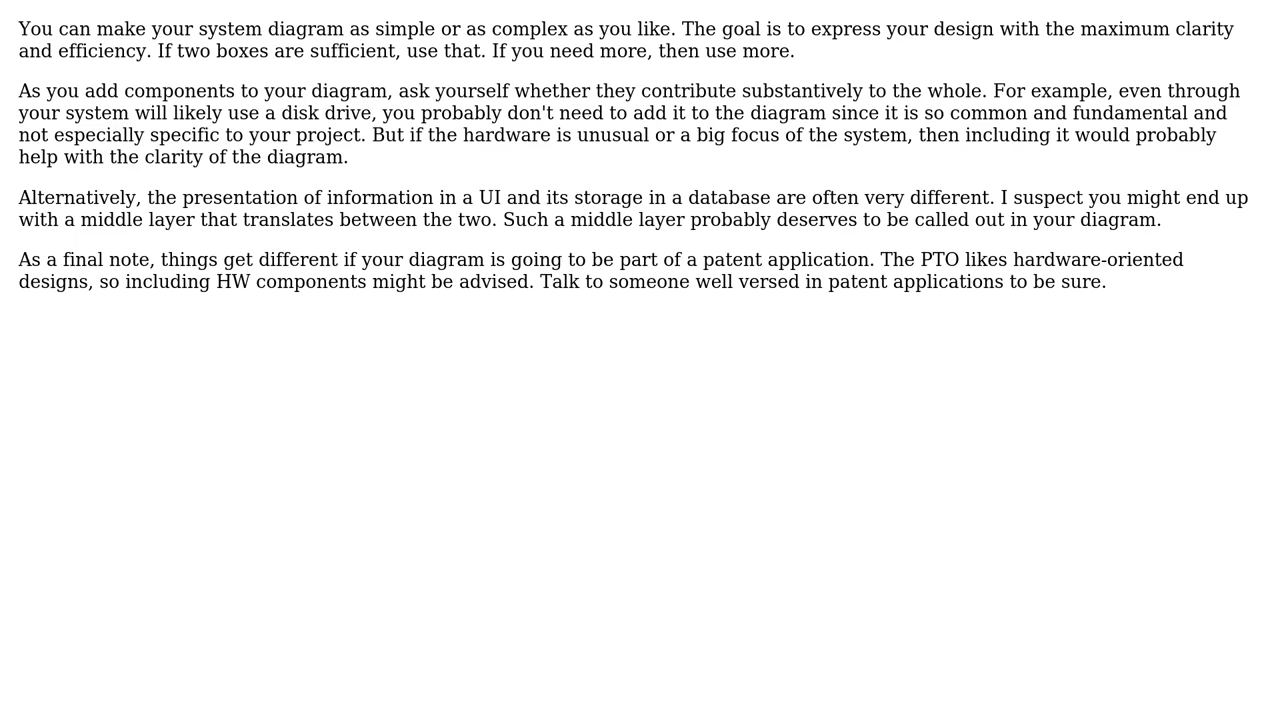 You can make your system diagram as simple or as complex as you like. The goal is to express your design with the maximum clarity
and efficiency. If two boxes are sufficient, use that. If you need more, then use more.
As you add components to your diagram, ask yourself whether they contribute substantively to the whole. For example, even through
your system will likely use a disk drive, you probably don't need to add it to the diagram since it is so common and fundamental and
not especially specific to your project. But if the hardware is unusual or a big focus of the system, then including it would probably
help with the clarity of the diagram.
Alternatively, the presentation of information in a UI and its storage in a database are often very different. I suspect you might end up
with a middle layer that translates between the two. Such a middle layer probably deserves to be called out in your diagram.
As a final note, things get different if your diagram is going to be part of a patent application. The PTO likes hardware-oriented
designs, so including HW components might be advised. Talk to someone well versed in patent applications to be sure.